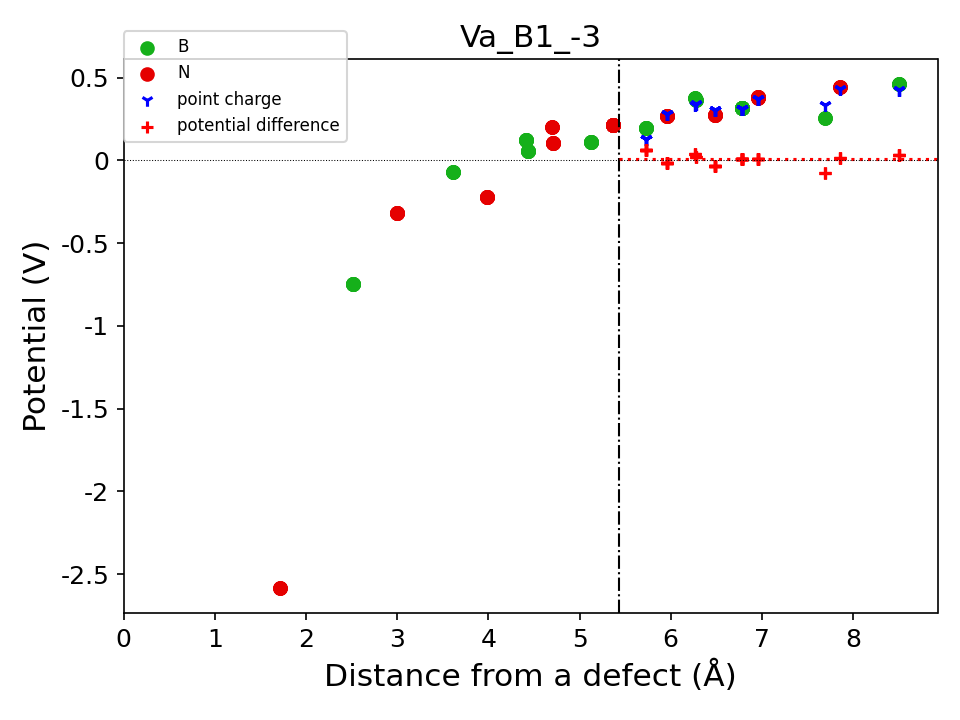 Va_B1_-3
B
N
point charge
potential difference
0.5
0
-0.5
-1
-1.5
-2
-2.5
Potential (V)
0 1 2 3 4 5 6 7 8
Distance from a defect (Å)